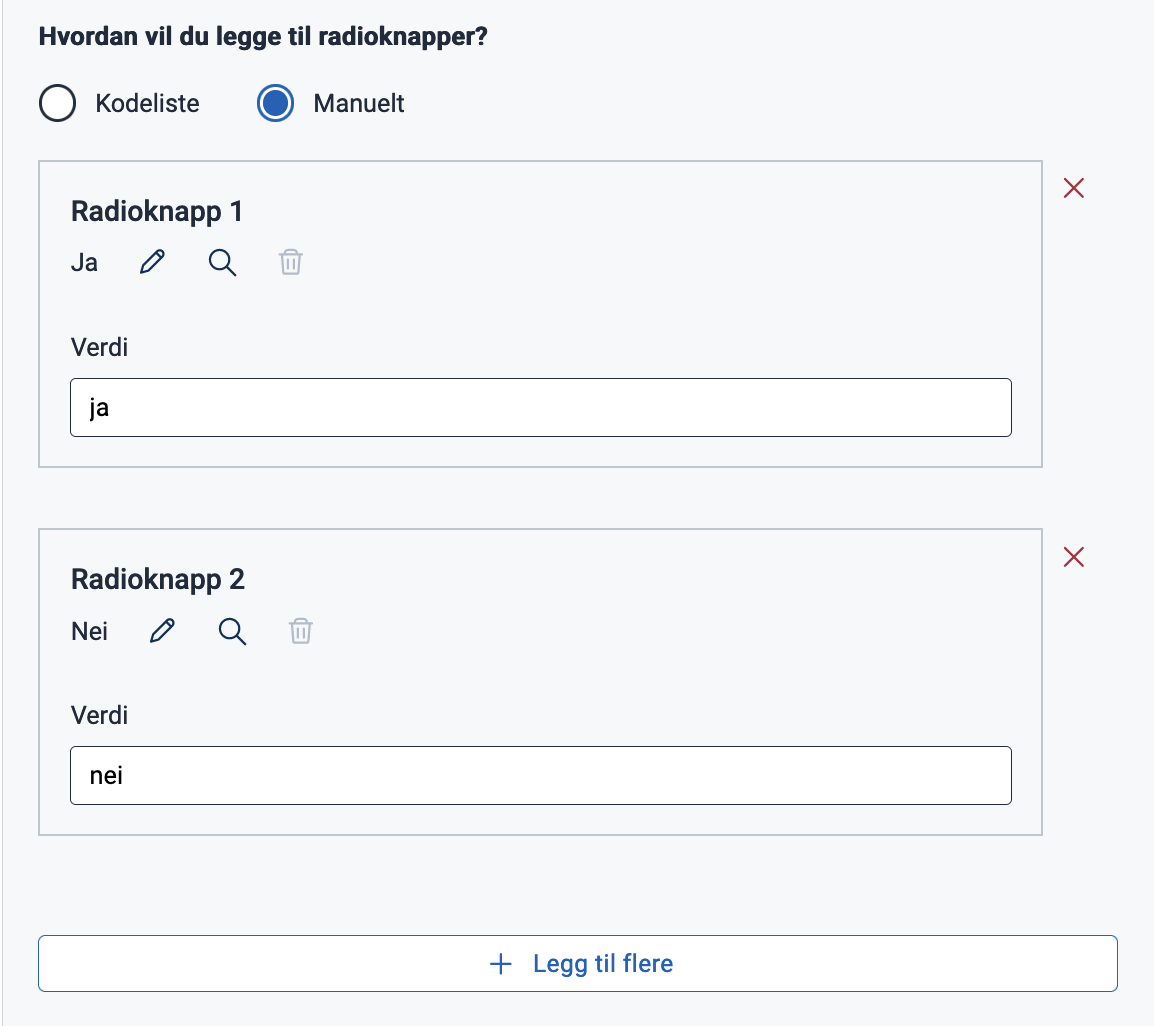 Hvordan vil du legge til radioknapper?
Kodeliste Manuelt
Radioknapp 1
Ja
Verdi
ja
Radioknapp 2
Nei
Verdi
nei
Legg til flere